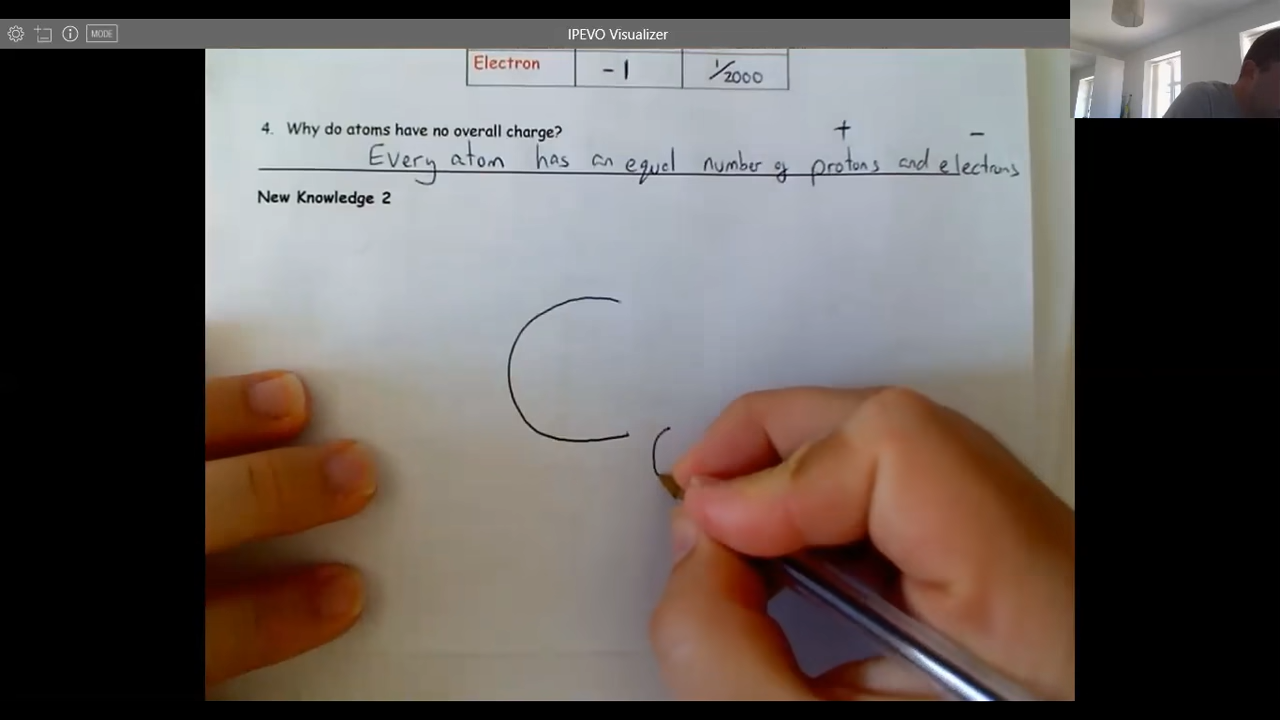 MODE
IPEVO Visualizer
Electron -1 1/2000
4. Why do atoms have no overall charge?
+ -
Every atom has an equal number of protons and electrons
New Knowledge 2
C